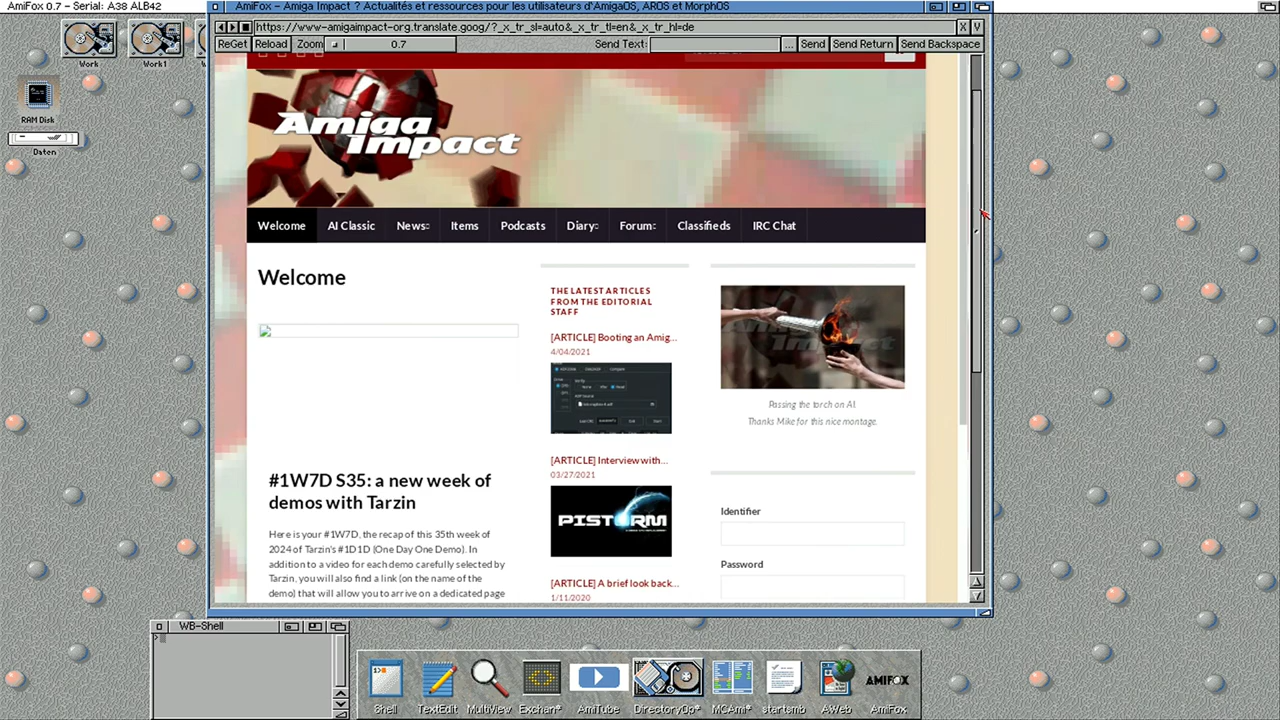 AmiFox 0.7 - Serial: A38 ALB42
AmiFox – Amiga Impact ? Actualités et ressources pour les utilisateurs d'AmigaOS, AROS et MorphOS
https://www-amigaimpact-org.translate.goog/?_x_tr_sl=auto&_x_tr_tl=en&_x_tr_hl=de
X V
ReGet Reload Zoom 0.7 Send Text: ... Send Send Return Send Backspace
Work
Work1
RAM Disk
Daten
Amiga
Impact
Welcome AI Classic News Items Podcasts Diary Forum Classifieds IRC Chat
Welcome
#1W7D S35: a new week of
demos with Tarzin
Here is your #1W7D, the recap of this 35th week of
2024 of Tarzin's #1D1D (One Day One Demo). In
addition to a video for each demo carefully selected by
Tarzin, you will also find a link (on the name of the
demo) that will allow you to arrive on a dedicated page
THE LATEST ARTICLES
FROM THE EDITORIAL
STAFF
[ARTICLE] Booting an Amig...
4/04/2021
[ARTICLE] Interview with...
03/27/2021
PISTORM
[ARTICLE] A brief look back...
1/11/2020
Passing the torch on AI.
Thanks Mike for this nice montage.
Identifier
Password
WB-Shell
Shell TextEdit MultiView Exchan* AmiTube DirectoryOp* MCAmi* startsmb AWeb AmiFox
AMIFOX